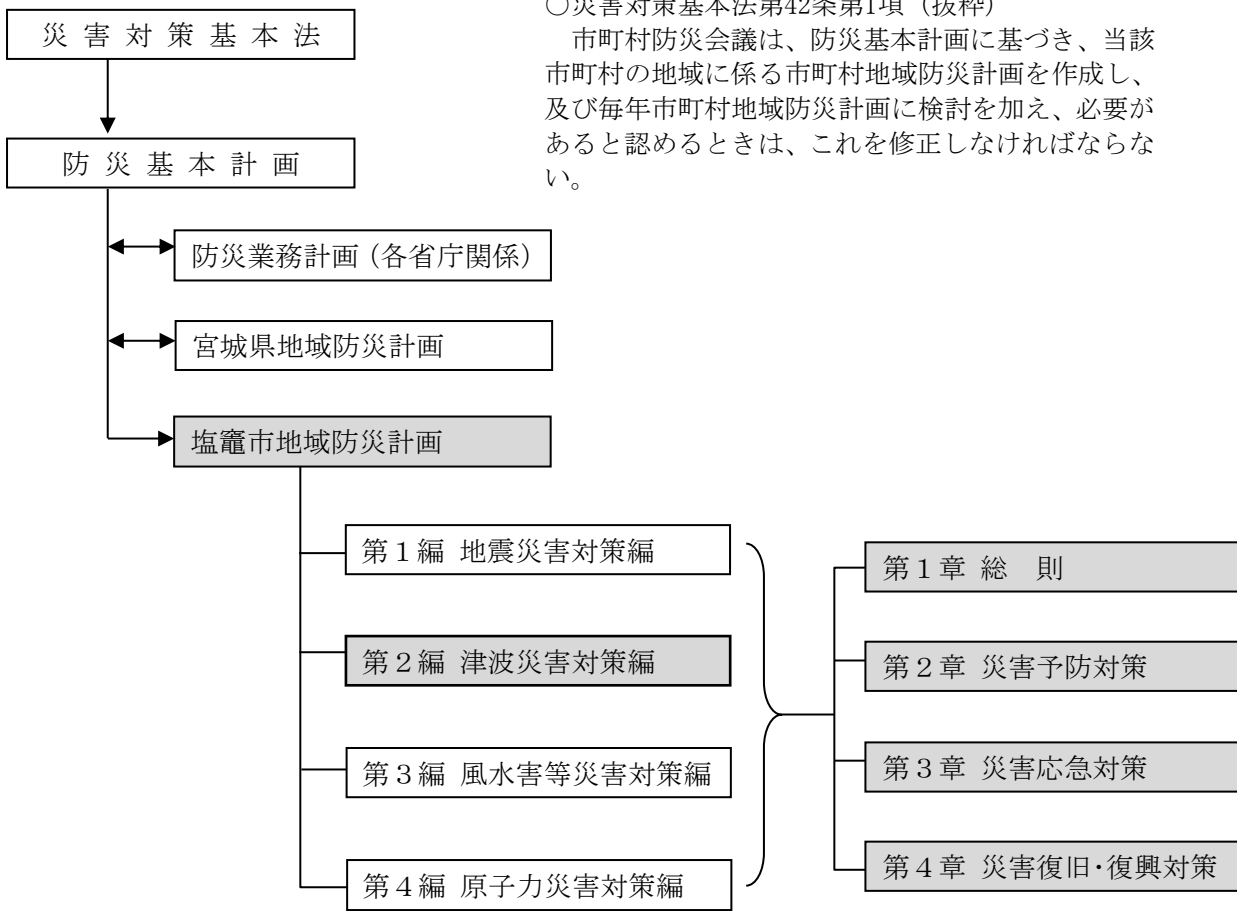 災害対策基本法
○災害対策基本法第42条第1項（抜粋）
市町村防災会議は、防災基本計画に基づき、当該
市町村の地域に係る市町村地域防災計画を作成し、
及び毎年市町村地域防災計画に検討を加え、必要が
あると認めるときは、これを修正しなければならな
い。
防災基本計画
防災業務計画（各省庁関係）
宮城県地域防災計画
塩竈市地域防災計画
第１編 地震災害対策編
第２編 津波災害対策編
第３編 風水害等災害対策編
第４編 原子力災害対策編
第１章 総　則
第２章 災害予防対策
第３章 災害応急対策
第４章 災害復旧・復興対策